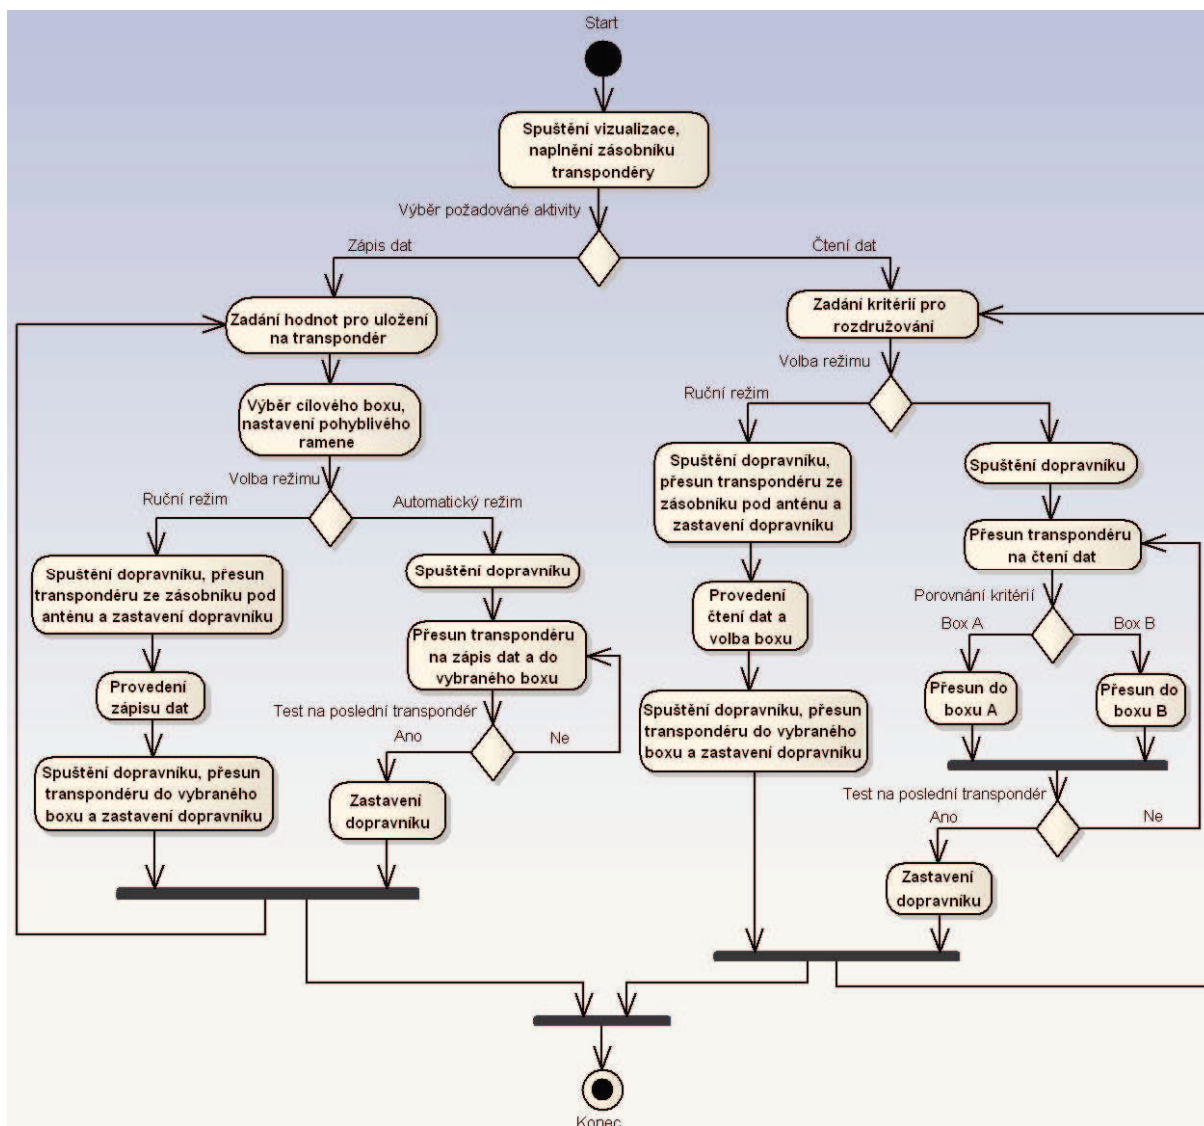 Start
Spuštění vizualizace,
naplnění zásobníku
transpondéry
Výběr požadováné aktivity
Zápis dat
Čtení dat
Zadání hodnot pro uložení
na transpondér
Výběr cílového boxu,
nastavení pohyblivého
ramene
Volba režimu
Ruční režim
Automatický režim
Spuštění dopravníku, přesun
transpondéru ze zásobníku pod
anténu a zastavení dopravníku
Provedení
zápisu dat
Spuštění dopravníku, přesun
transpondéru do vybraného
boxu a zastavení dopravníku
Spuštění dopravníku
Přesun transpondéru
na zápis dat a do
vybraného boxu
Test na poslední transpondér
Ano
Ne
Zastavení
dopravníku
Zadání kritérií pro
rozdružování
Volba režimu
Ruční režim
Spuštění dopravníku,
přesun transpondéru ze
zásobníku pod anténu a
zastavení dopravníku
Provedení
čtení dat a
volba boxu
Spuštění dopravníku, přesun
transpondéru do vybraného
boxu a zastavení dopravníku
Spuštění dopravníku
Přesun transpondéru
na čtení dat
Porovnání kritérií
Box A
Box B
Přesun do
boxu A
Přesun do
boxu B
Test na poslední transpondér
Ano
Ne
Zastavení
dopravníku
Konec